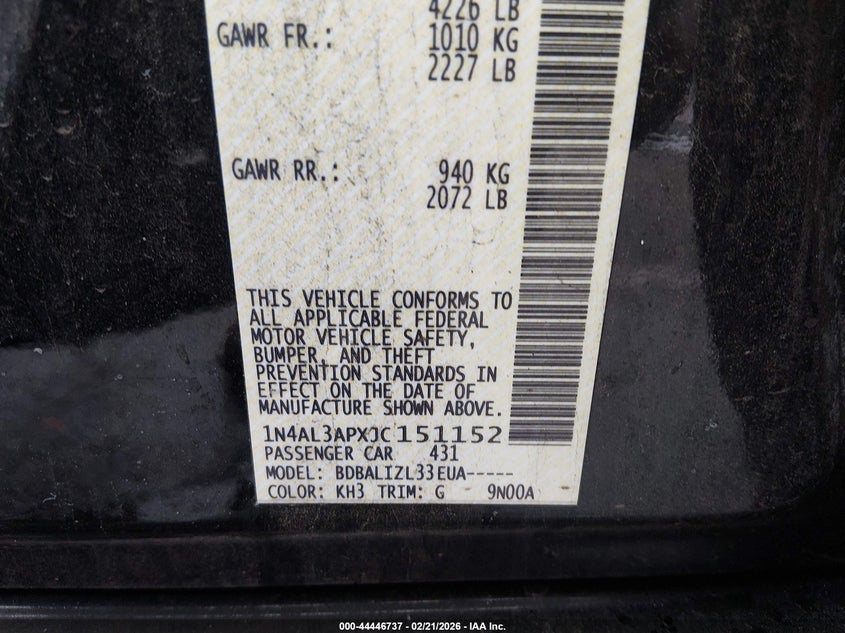 4226 LB
GAWR FR.: 1010 KG
2227 LB
GAWR RR.: 940 KG
2072 LB
THIS VEHICLE CONFORMS TO
ALL APPLICABLE FEDERAL
MOTOR VEHICLE SAFETY,
BUMPER, AND THEFT
PREVENTION STANDARDS IN
EFFECT ON THE DATE OF
MANUFACTURE SHOWN ABOVE.
1N4AL3APXJC151152
PASSENGER CAR 431
MODEL: BDBALIZL33EUA-----
COLOR: KH3 TRIM: G 9N00A
000-44446737 - 02/21/2026 - IAA Inc.